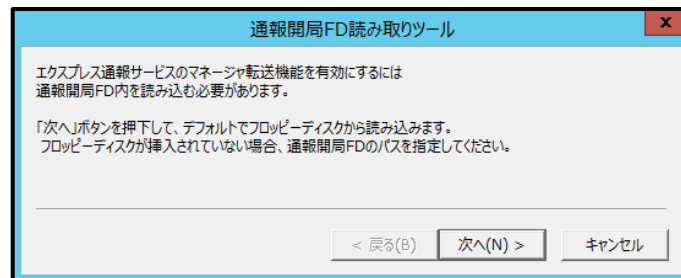 通報開局FD読み取りツール
x
エクスプレス通報サービスのマネージャ転送機能を有効にするには
通報開局FD内を読み込む必要があります。
「次へ」ボタンを押下して、デフォルトでフロッピーディスクから読み込みます。
フロッピーディスクが挿入されていない場合、通報開局FDのパスを指定してください。
< 戻る(B)
次へ(N) >
キャンセル